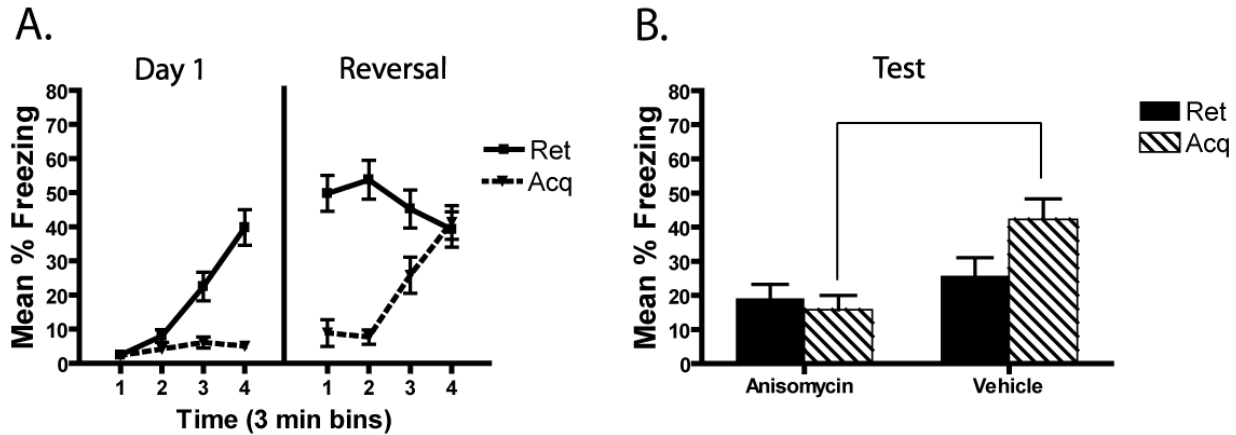 A.
Day 1
Reversal
80
70
60
50
40
30
20
10
0
Mean % Freezing
1 2 3 4
1 2 3 4
Time (3 min bins)
Ret
Acq
B.
Test
80
70
60
50
40
30
20
10
0
Mean % Freezing
Anisomycin
Vehicle
Ret
Acq